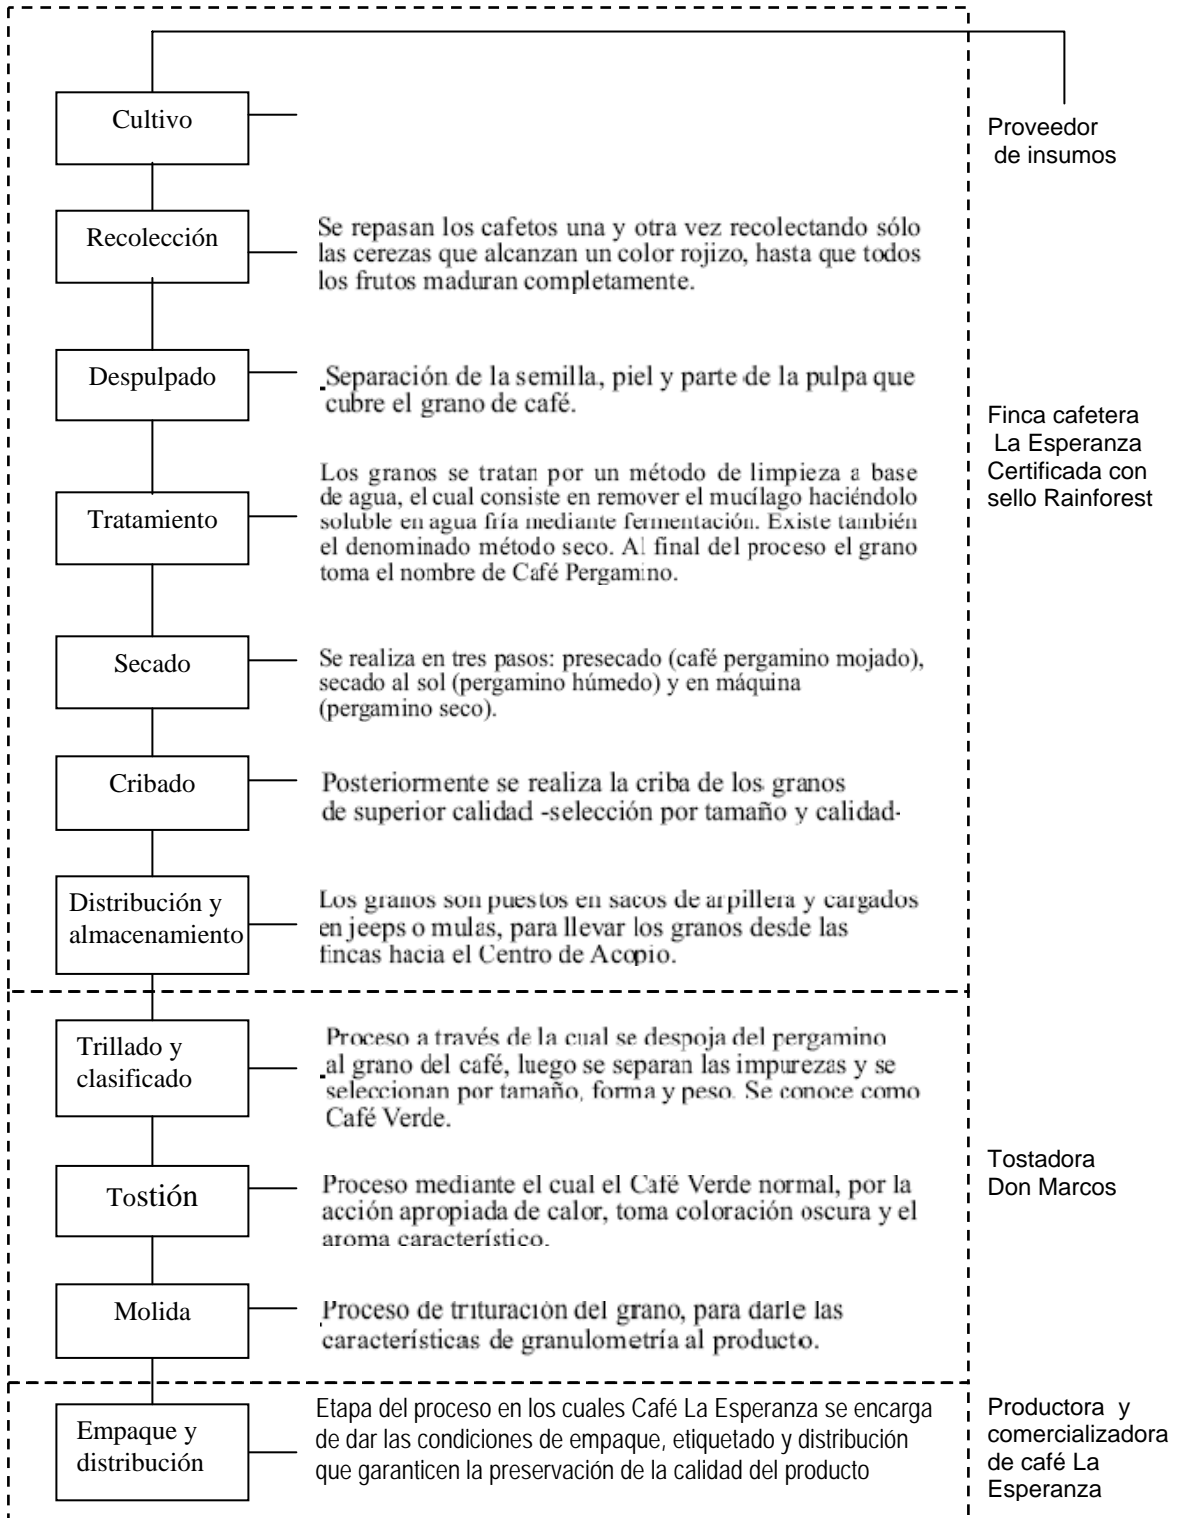 Cultivo
Proveedor
de insumos
Recolección
Se repasan los cafetos una y otra vez recolectando sólo
las cerezas que alcanzan un color rojizo, hasta que todos
los frutos maduran completamente.
Despulpado
Separación de la semilla, piel y parte de la pulpa que
cubre el grano de café.
Finca cafetera
La Esperanza
Certificada con
sello Rainforest
Tratamiento
Los granos se tratan por un método de limpieza a base
de agua, el cual consiste en remover el mucílago haciéndolo
soluble en agua fría mediante fermentación. Existe también
el denominado método seco. Al final del proceso el grano
toma el nombre de Café Pergamino.
Secado
Se realiza en tres pasos: presecado (café pergamino mojado),
secado al sol (pergamino húmedo) y en máquina
(pergamino seco).
Cribado
Posteriormente se realiza la criba de los granos
de superior calidad -selección por tamaño y calidad-
Distribución y
almacenamiento
Los granos son puestos en sacos de arpillera y cargados
en jeeps o mulas, para llevar los granos desde las
fincas hacia el Centro de Acopio.
Trillado y
clasificado
Proceso a través de la cual se despoja del pergamino
al grano del café, luego se separan las impurezas y se
seleccionan por tamaño, forma y peso. Se conoce como
Café Verde.
Tostadora
Don Marcos
Tostión
Proceso mediante el cual el Café Verde normal, por la
acción apropiada de calor, toma coloración oscura y el
aroma característico.
Molida
Proceso de trituración del grano, para darle las
características de granulometría al producto.
Empaque y
distribución
Etapa del proceso en los cuales Café La Esperanza se encarga
de dar las condiciones de empaque, etiquetado y distribución
que garanticen la preservación de la calidad del producto
Productora y
comercializadora
de café La
Esperanza